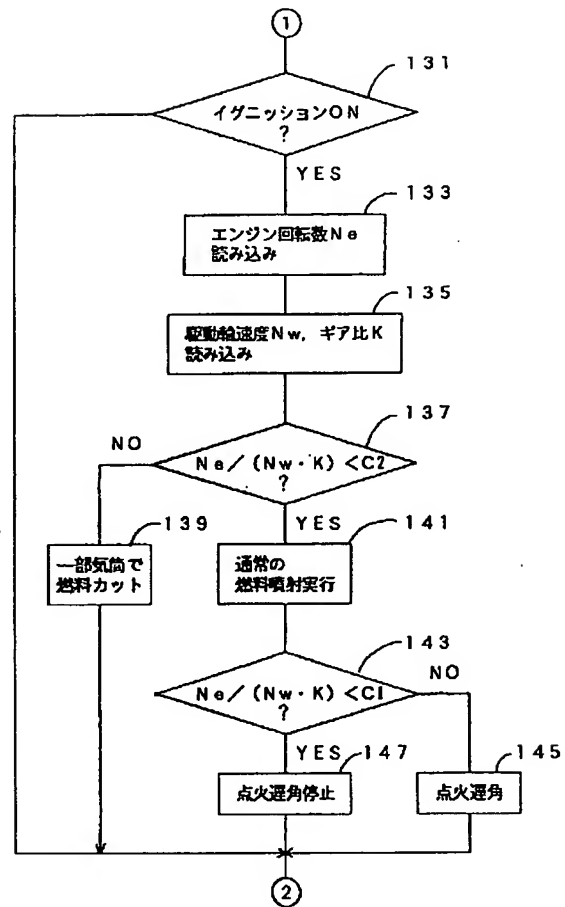 ①
131
イグニッションON
?
YES
133
エンジン回転数Ne
読み込み
135
駆動輪速度Nw，ギア比K
読み込み
137
NO
Ne／(Nw・K)＜C2
?
139
YES
141
一部気筒で
燃料カット
通常の
燃料噴射実行
143
Ne／(Nw・K)＜C1
?
NO
YES
147
145
点火遅角停止
点火遅角
②